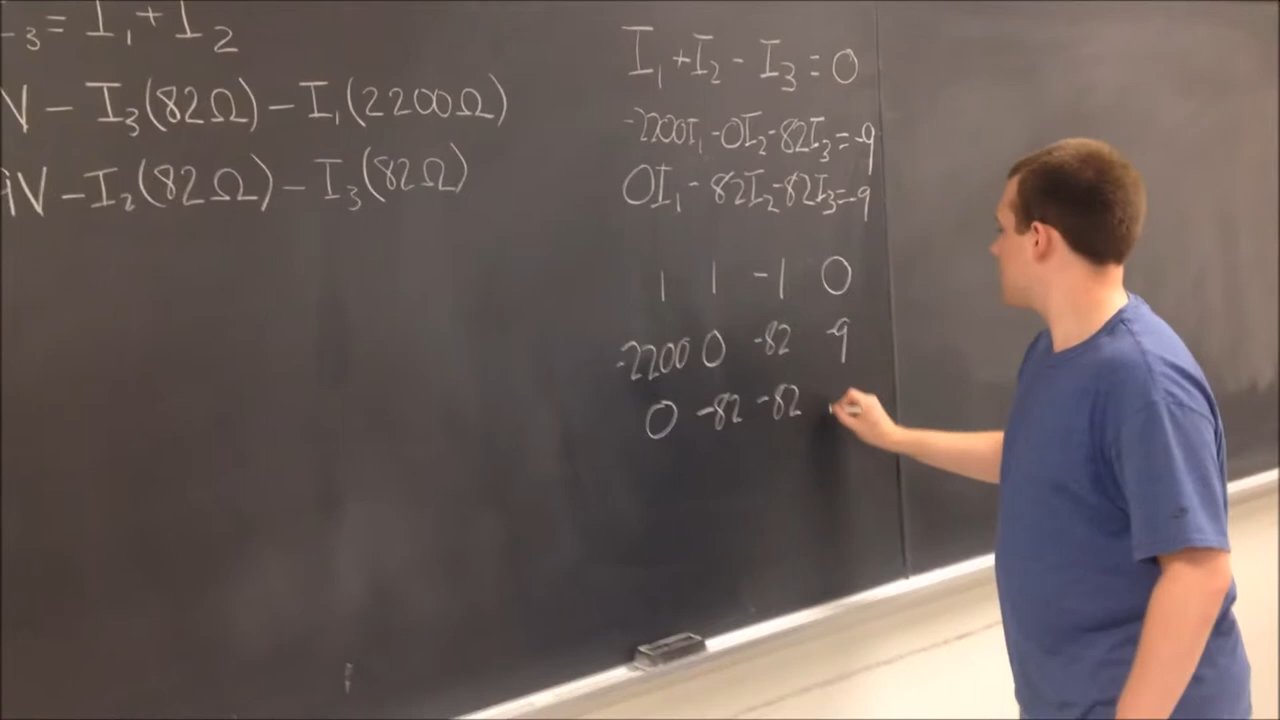 ₃ = I₁ + I₂
V - I₃(82Ω) - I₁(2200Ω)
9V - I₂(82Ω) - I₃(82Ω)
I₁ + I₂ - I₃ = 0
-2200I₁ - 0I₂ - 82I₃ = -9
0I₁ - 82I₂ - 82I₃ = -9
1 1 -1 0
-2200 0 -82 -9
0 -82 -82